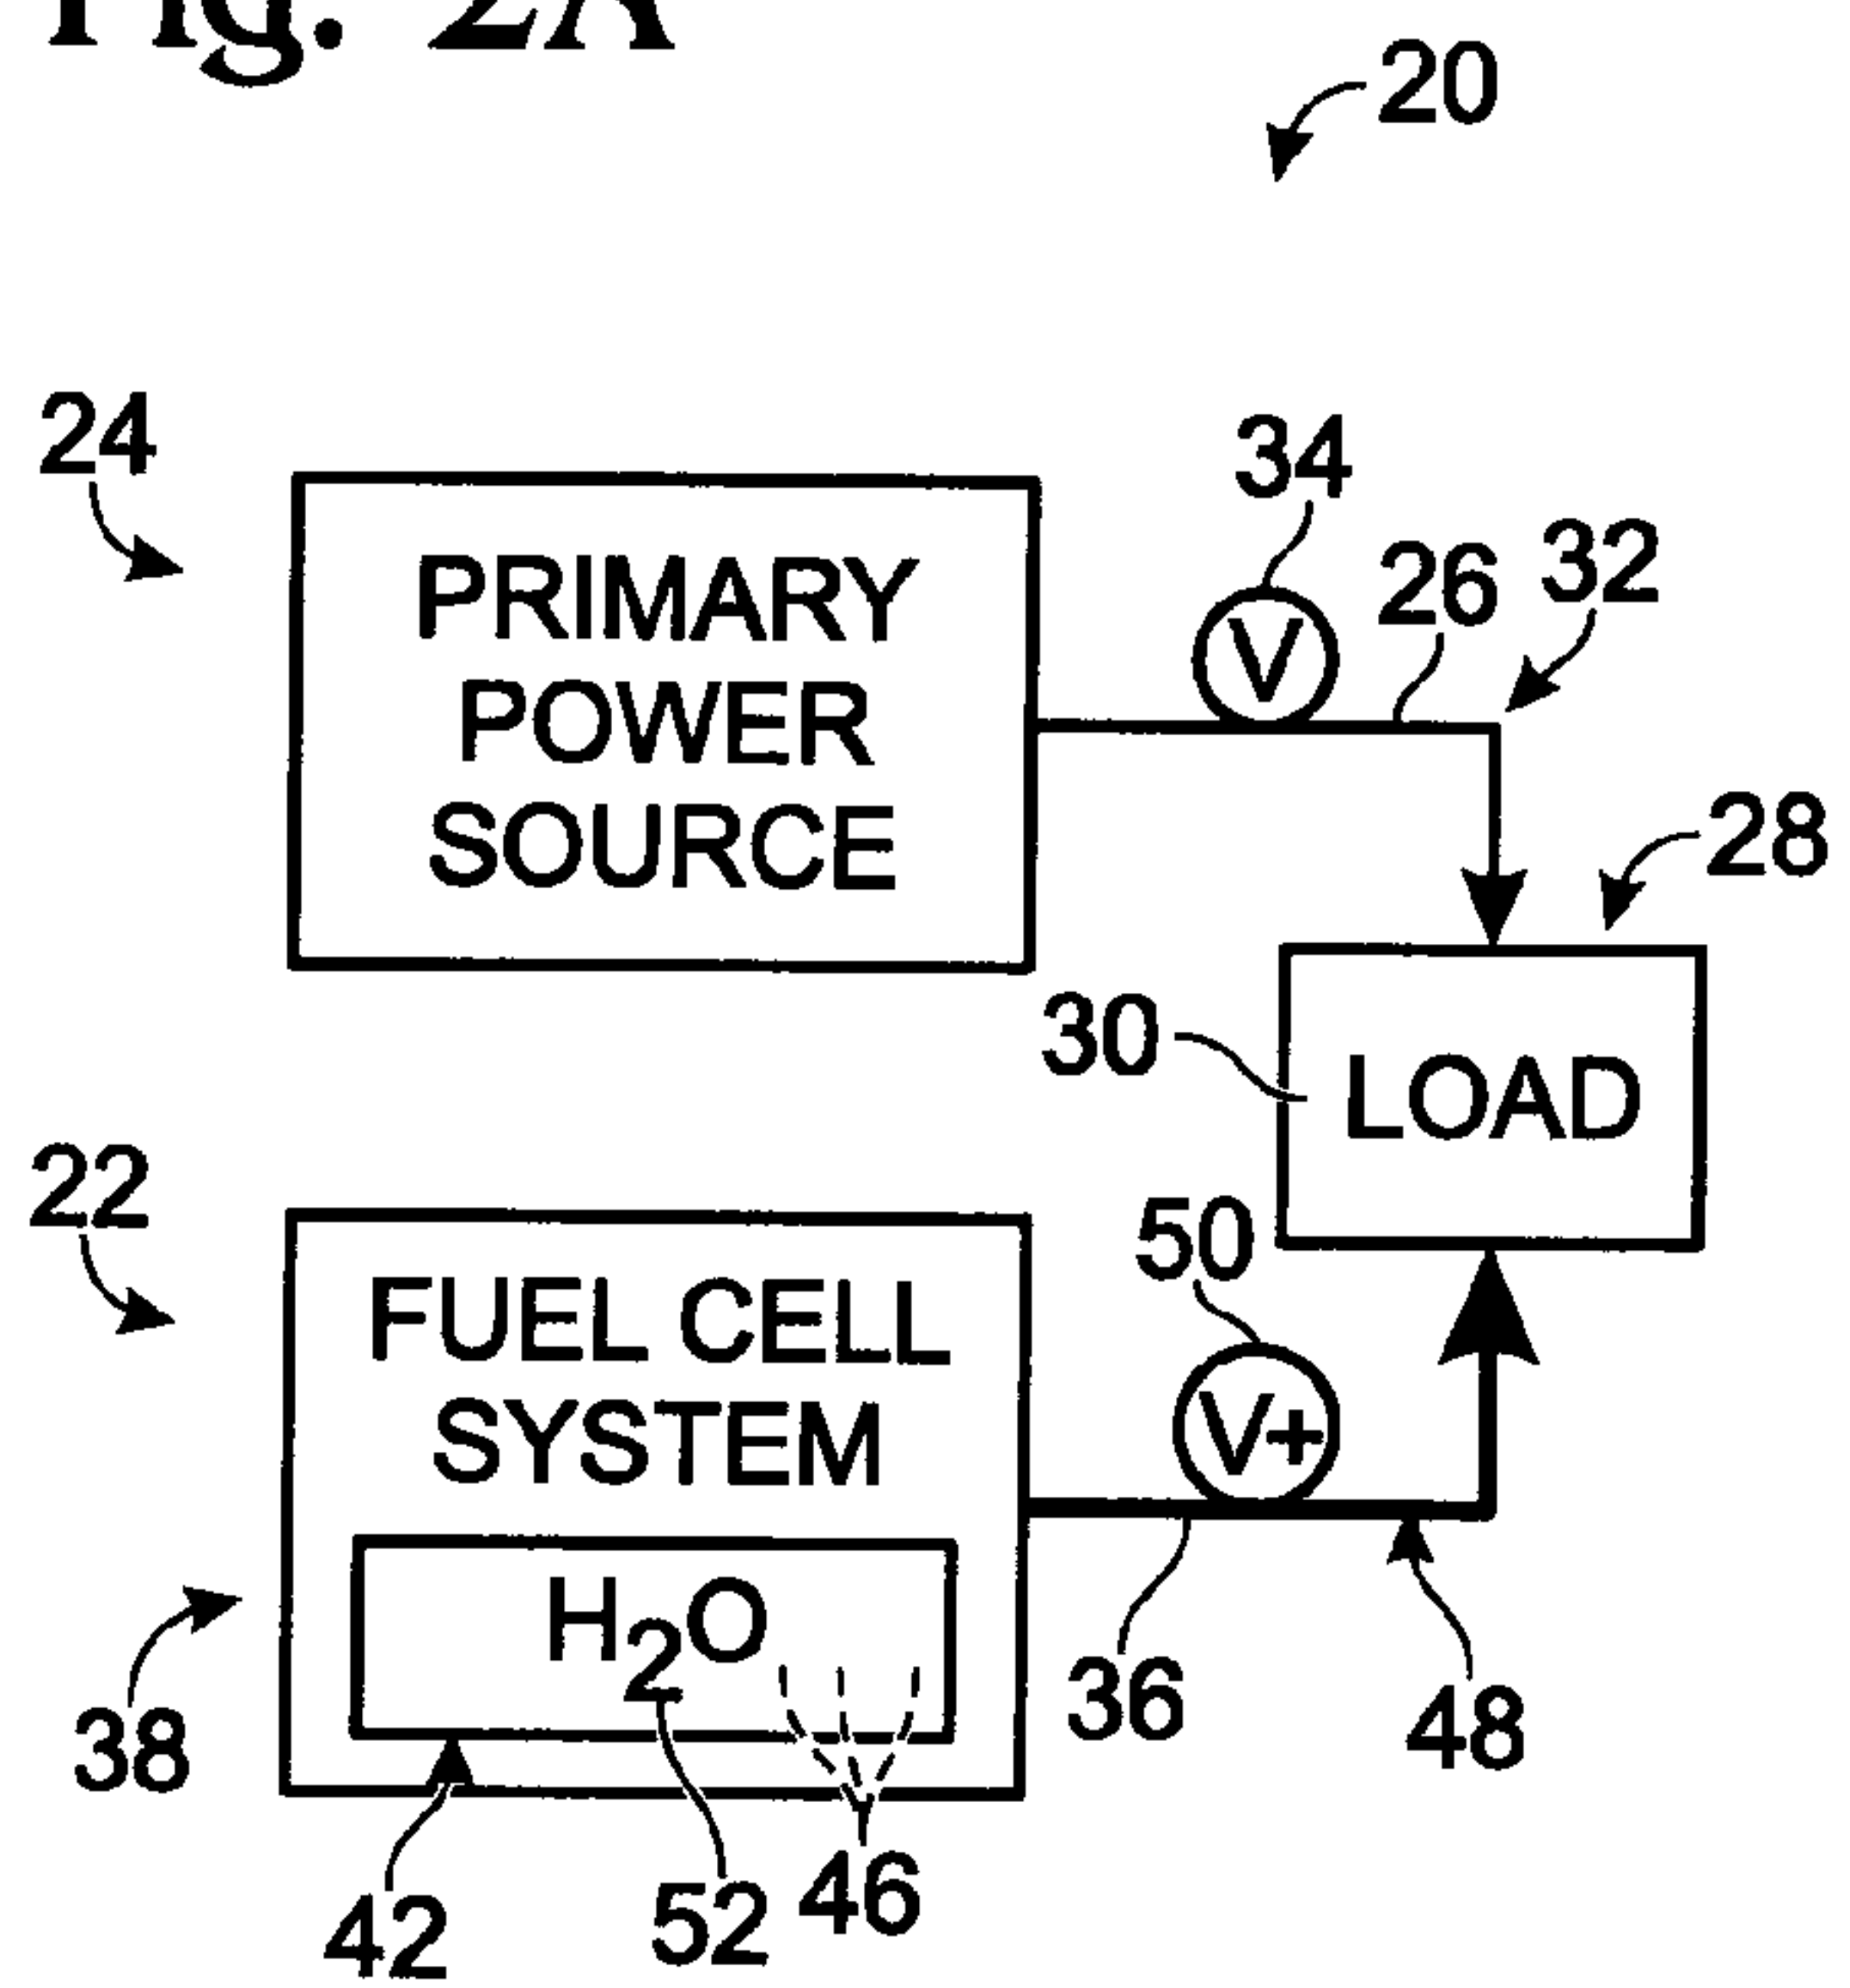 Fig. 2A
20
24
34
26
32
PRIMARY
POWER
SOURCE
V
28
30
LOAD
22
50
FUEL CELL
SYSTEM
V+
H2O
38
36
48
42
52
46